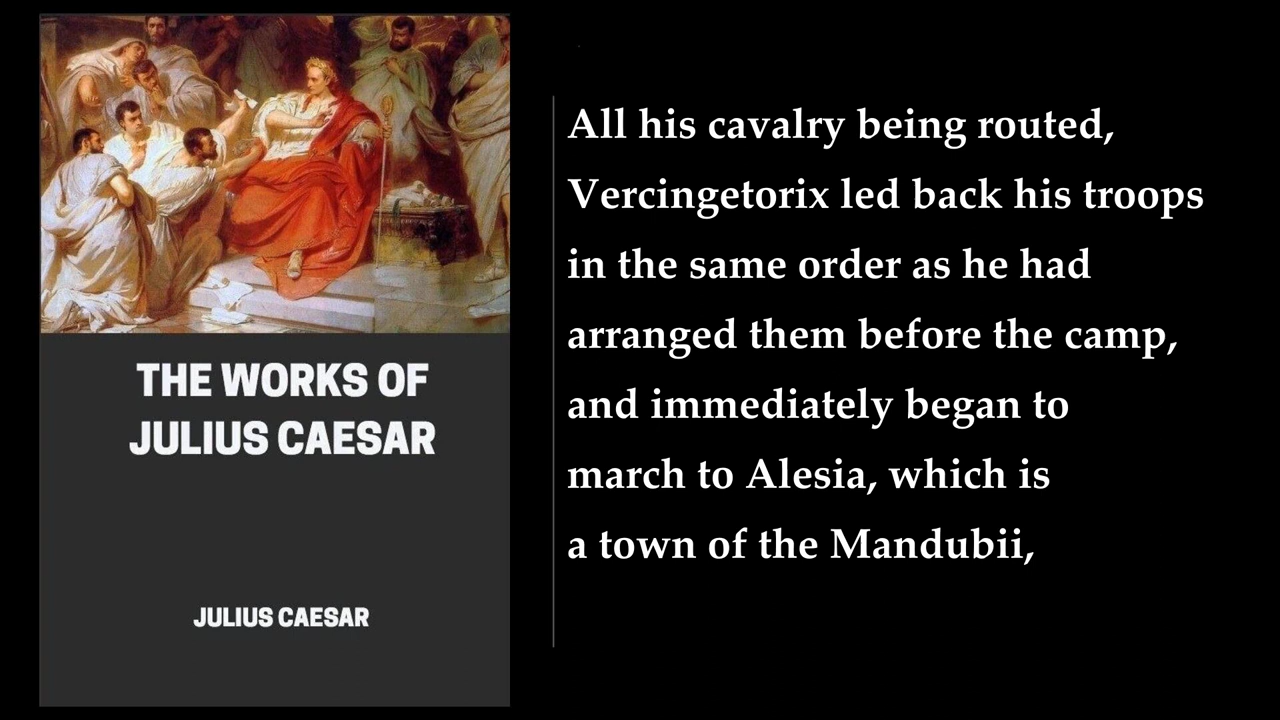 THE WORKS OF
JULIUS CAESAR
JULIUS CAESAR
All his cavalry being routed,
Vercingetorix led back his troops
in the same order as he had
arranged them before the camp,
and immediately began to
march to Alesia, which is
a town of the Mandubii,